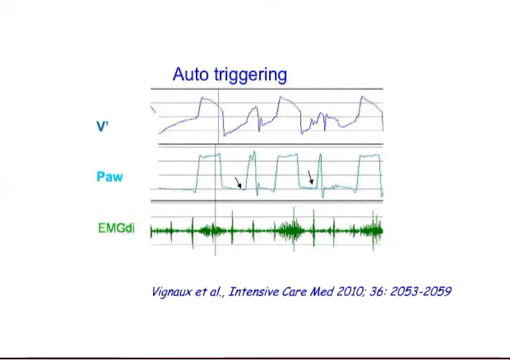 Auto triggering
V'
Paw
EMGdi
Vignaux et al., Intensive Care Med 2010; 36: 2053-2059